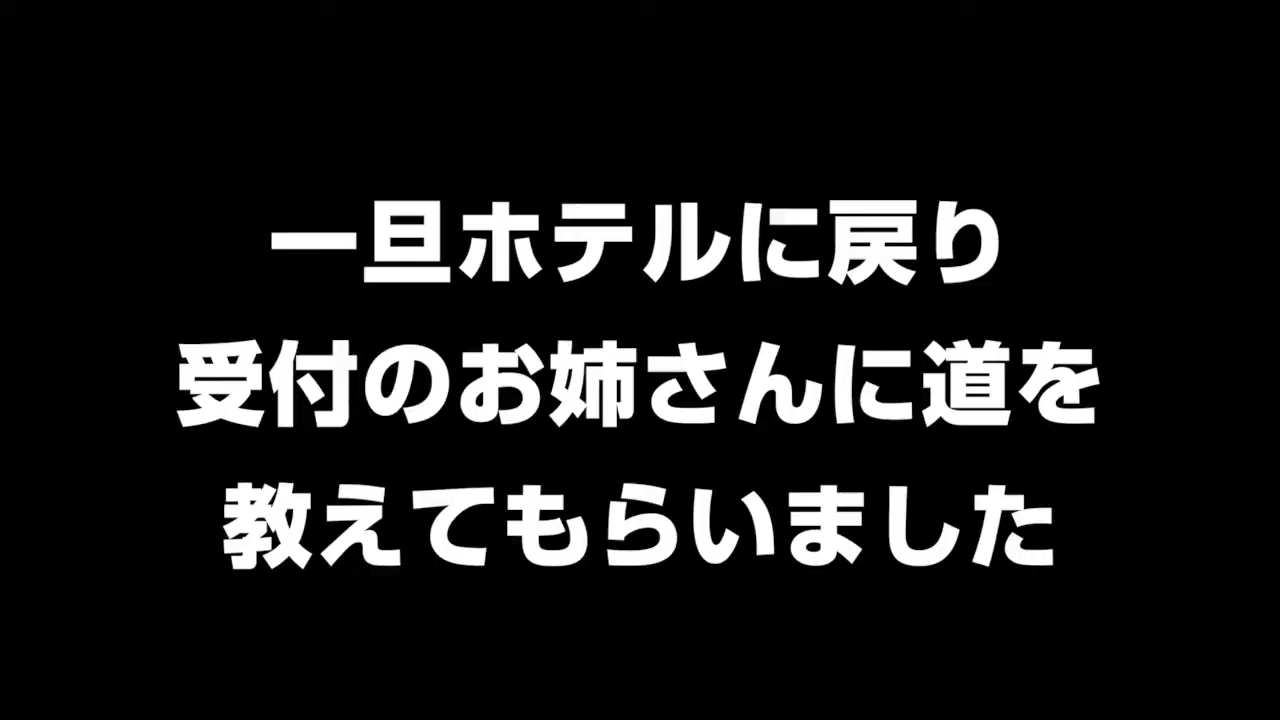 一旦ホテルに戻り
受付のお姉さんに道を
教えてもらいました